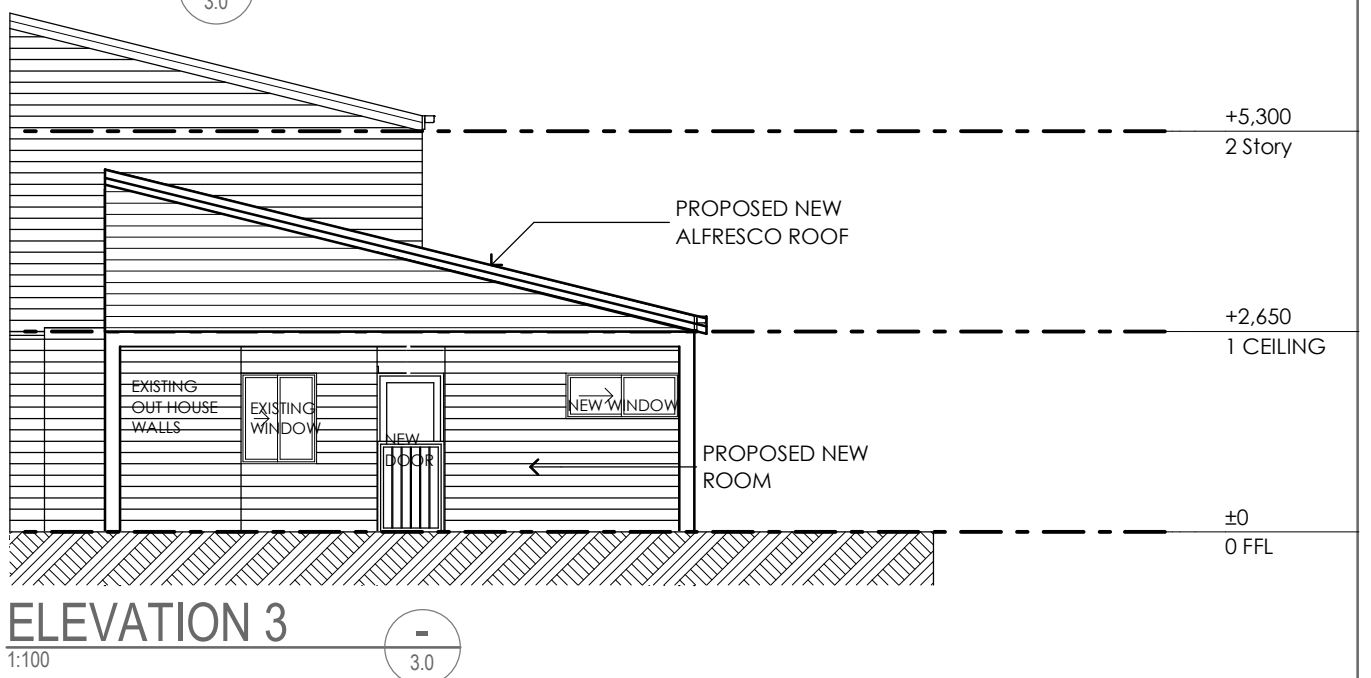 3.0
+5,300
2 Story
PROPOSED NEW
ALFRESCO ROOF
+2,650
1 CEILING
EXISTING
OUT HOUSE
WALLS
EXISTING
WINDOW
NEW
DOOR
NEW WINDOW
PROPOSED NEW
ROOM
±0
0 FFL
ELEVATION 3
1:100
-
3.0